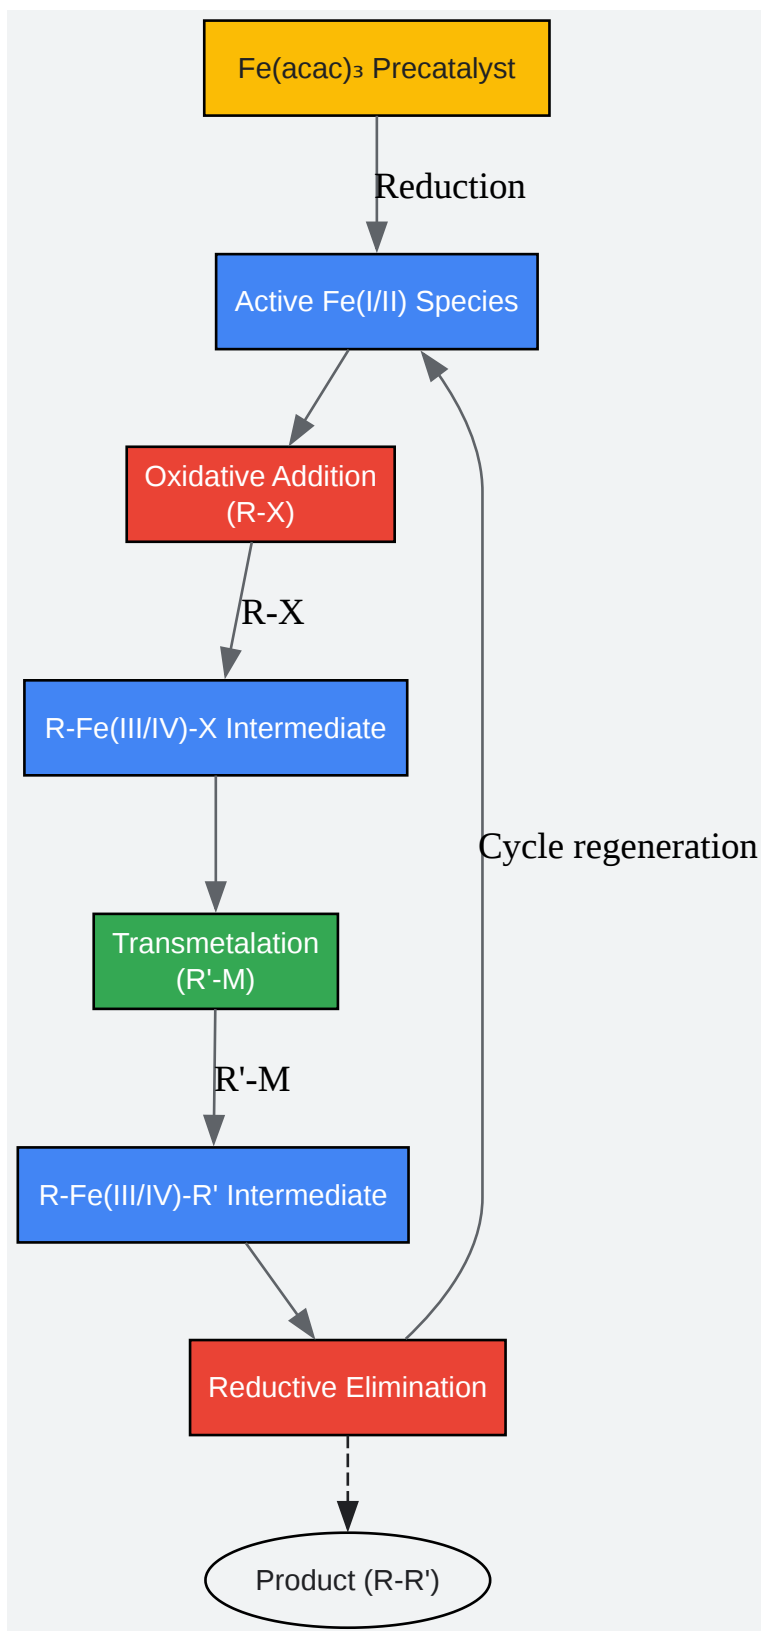 Fe(acac)₃ Precatalyst
Reduction
Active Fe(I/II) Species
Oxidative Addition
(R-X)
R-X
R-Fe(III/IV)-X Intermediate
Cycle regeneration
Transmetalation
(R'-M)
R'-M
R-Fe(III/IV)-R' Intermediate
Reductive Elimination
Product (R-R')